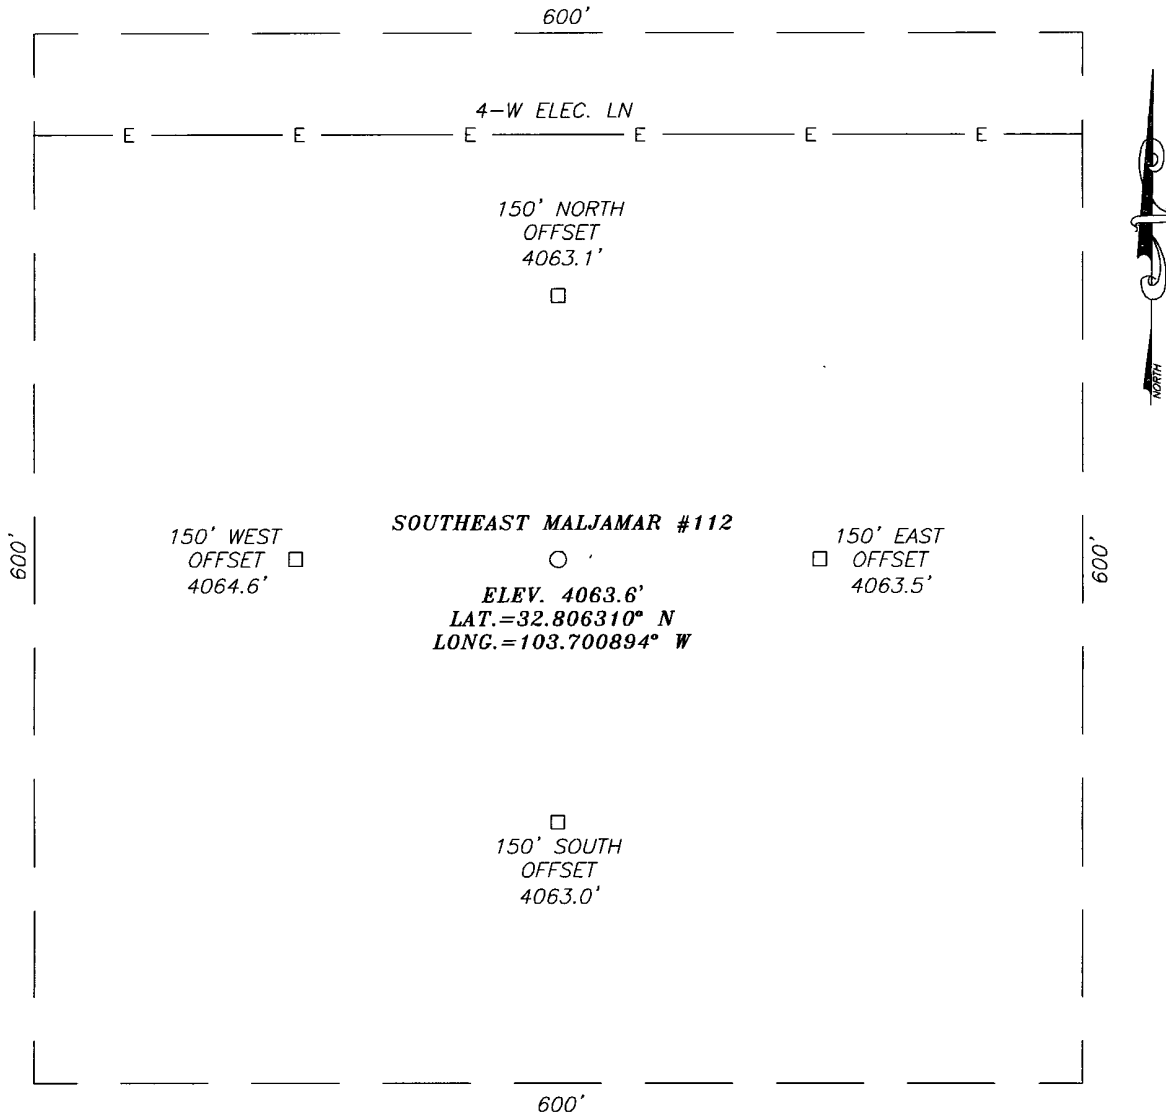 600'
4-W ELEC. LN
E E E E E E
150' NORTH
OFFSET
4063.1'
NORTH
600'
150' WEST
OFFSET
4064.6'
SOUTHEAST MALJAMAR #112
ELEV. 4063.6'
LAT.=32.806310° N
LONG.=103.700894° W
150' EAST
OFFSET
4063.5'
600'
150' SOUTH
OFFSET
4063.0'
600'